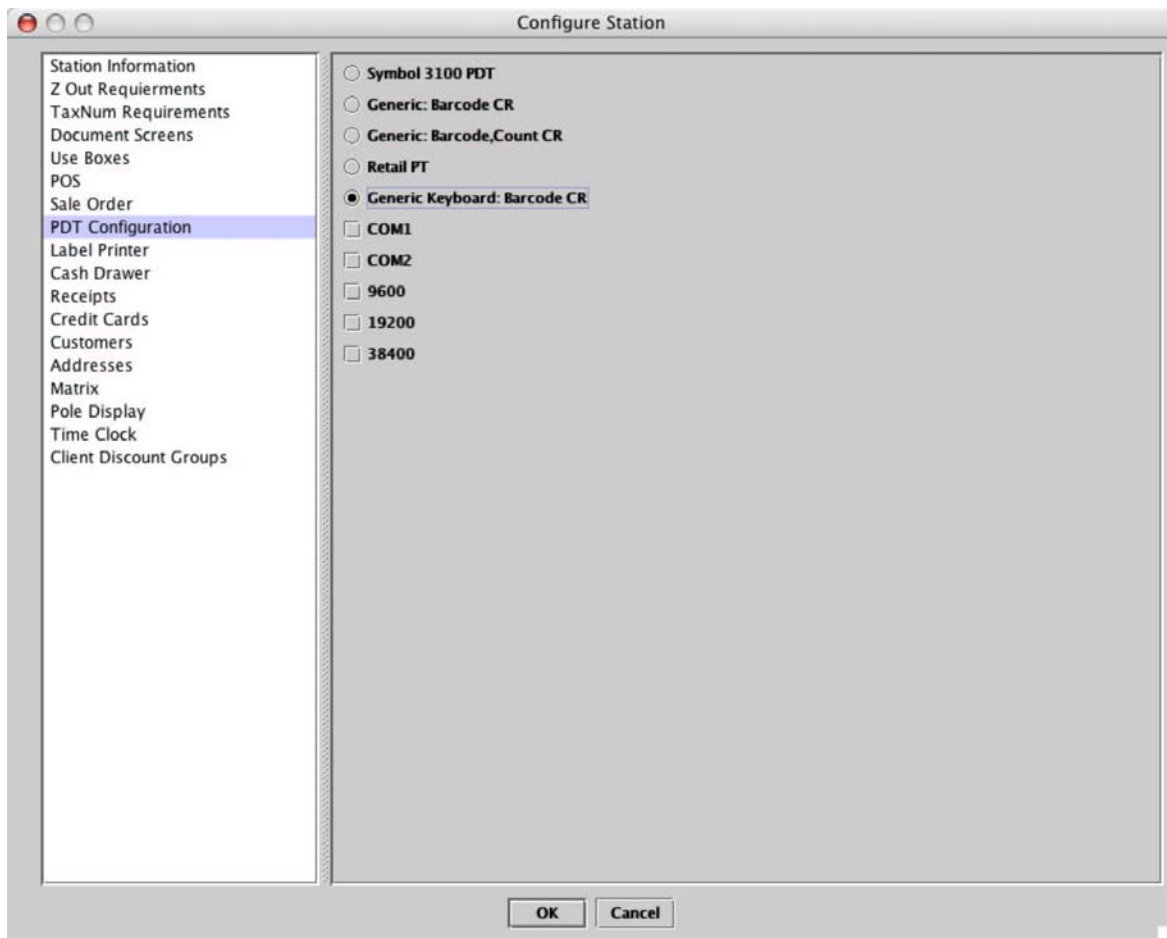 Configure Station
Station Information
Z Out Requierments
TaxNum Requirements
Document Screens
Use Boxes
POS
Sale Order
PDT Configuration
Label Printer
Cash Drawer
Receipts
Credit Cards
Customers
Addresses
Matrix
Pole Display
Time Clock
Client Discount Groups
Symbol 3100 PDT
Generic: Barcode CR
Generic: Barcode,Count CR
Retail PT
Generic Keyboard: Barcode CR
COM1
COM2
9600
19200
38400
OK
Cancel